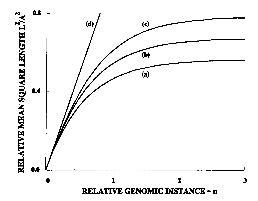 RELATIVE MEAN SQUARE LENGTH L²/A²
0.8
0.4
0.0
(d)
(c)
(b)
(a)
0 1 2 3
RELATIVE GENOMIC DISTANCE - n